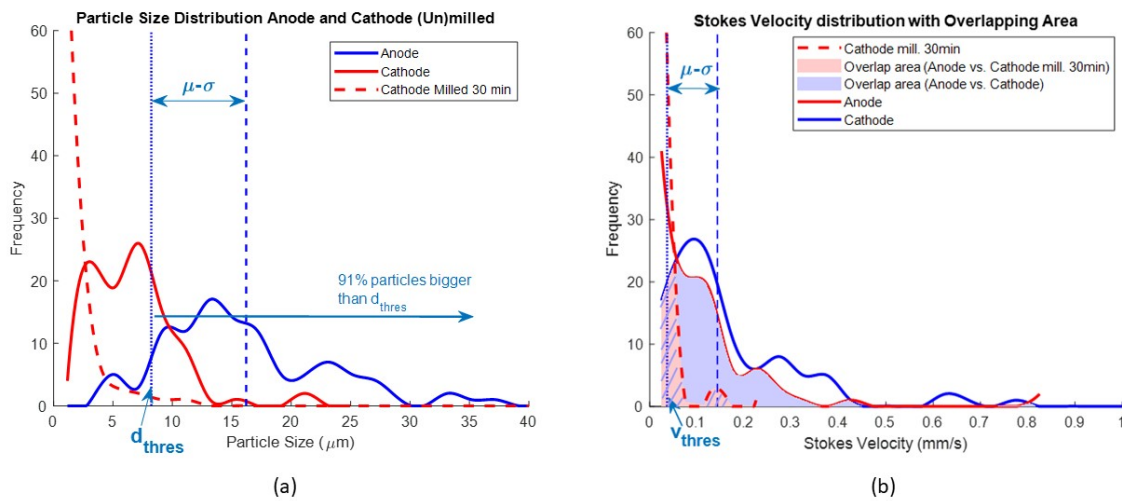 Particle Size Distribution Anode and Cathode (Un)milled
60
50
40
30
20
10
0
Frequency
0 5 10 15 20 25 30 35 40
Particle Size (μm)
Anode
Cathode
Cathode Milled 30 min
μ-σ
91% particles bigger
than d thres
d thres
(a)
Stokes Velocity distribution with Overlapping Area
60
50
40
30
20
10
0
Frequency
0 0.1 0.2 0.3 0.4 0.5 0.6 0.7 0.8 0.9 1
Stokes Velocity (mm/s)
Cathode mill. 30min
Overlap area (Anode vs. Cathode mill. 30min)
Overlap area (Anode vs. Cathode)
Anode
Cathode
μ-σ
v thres
(b)